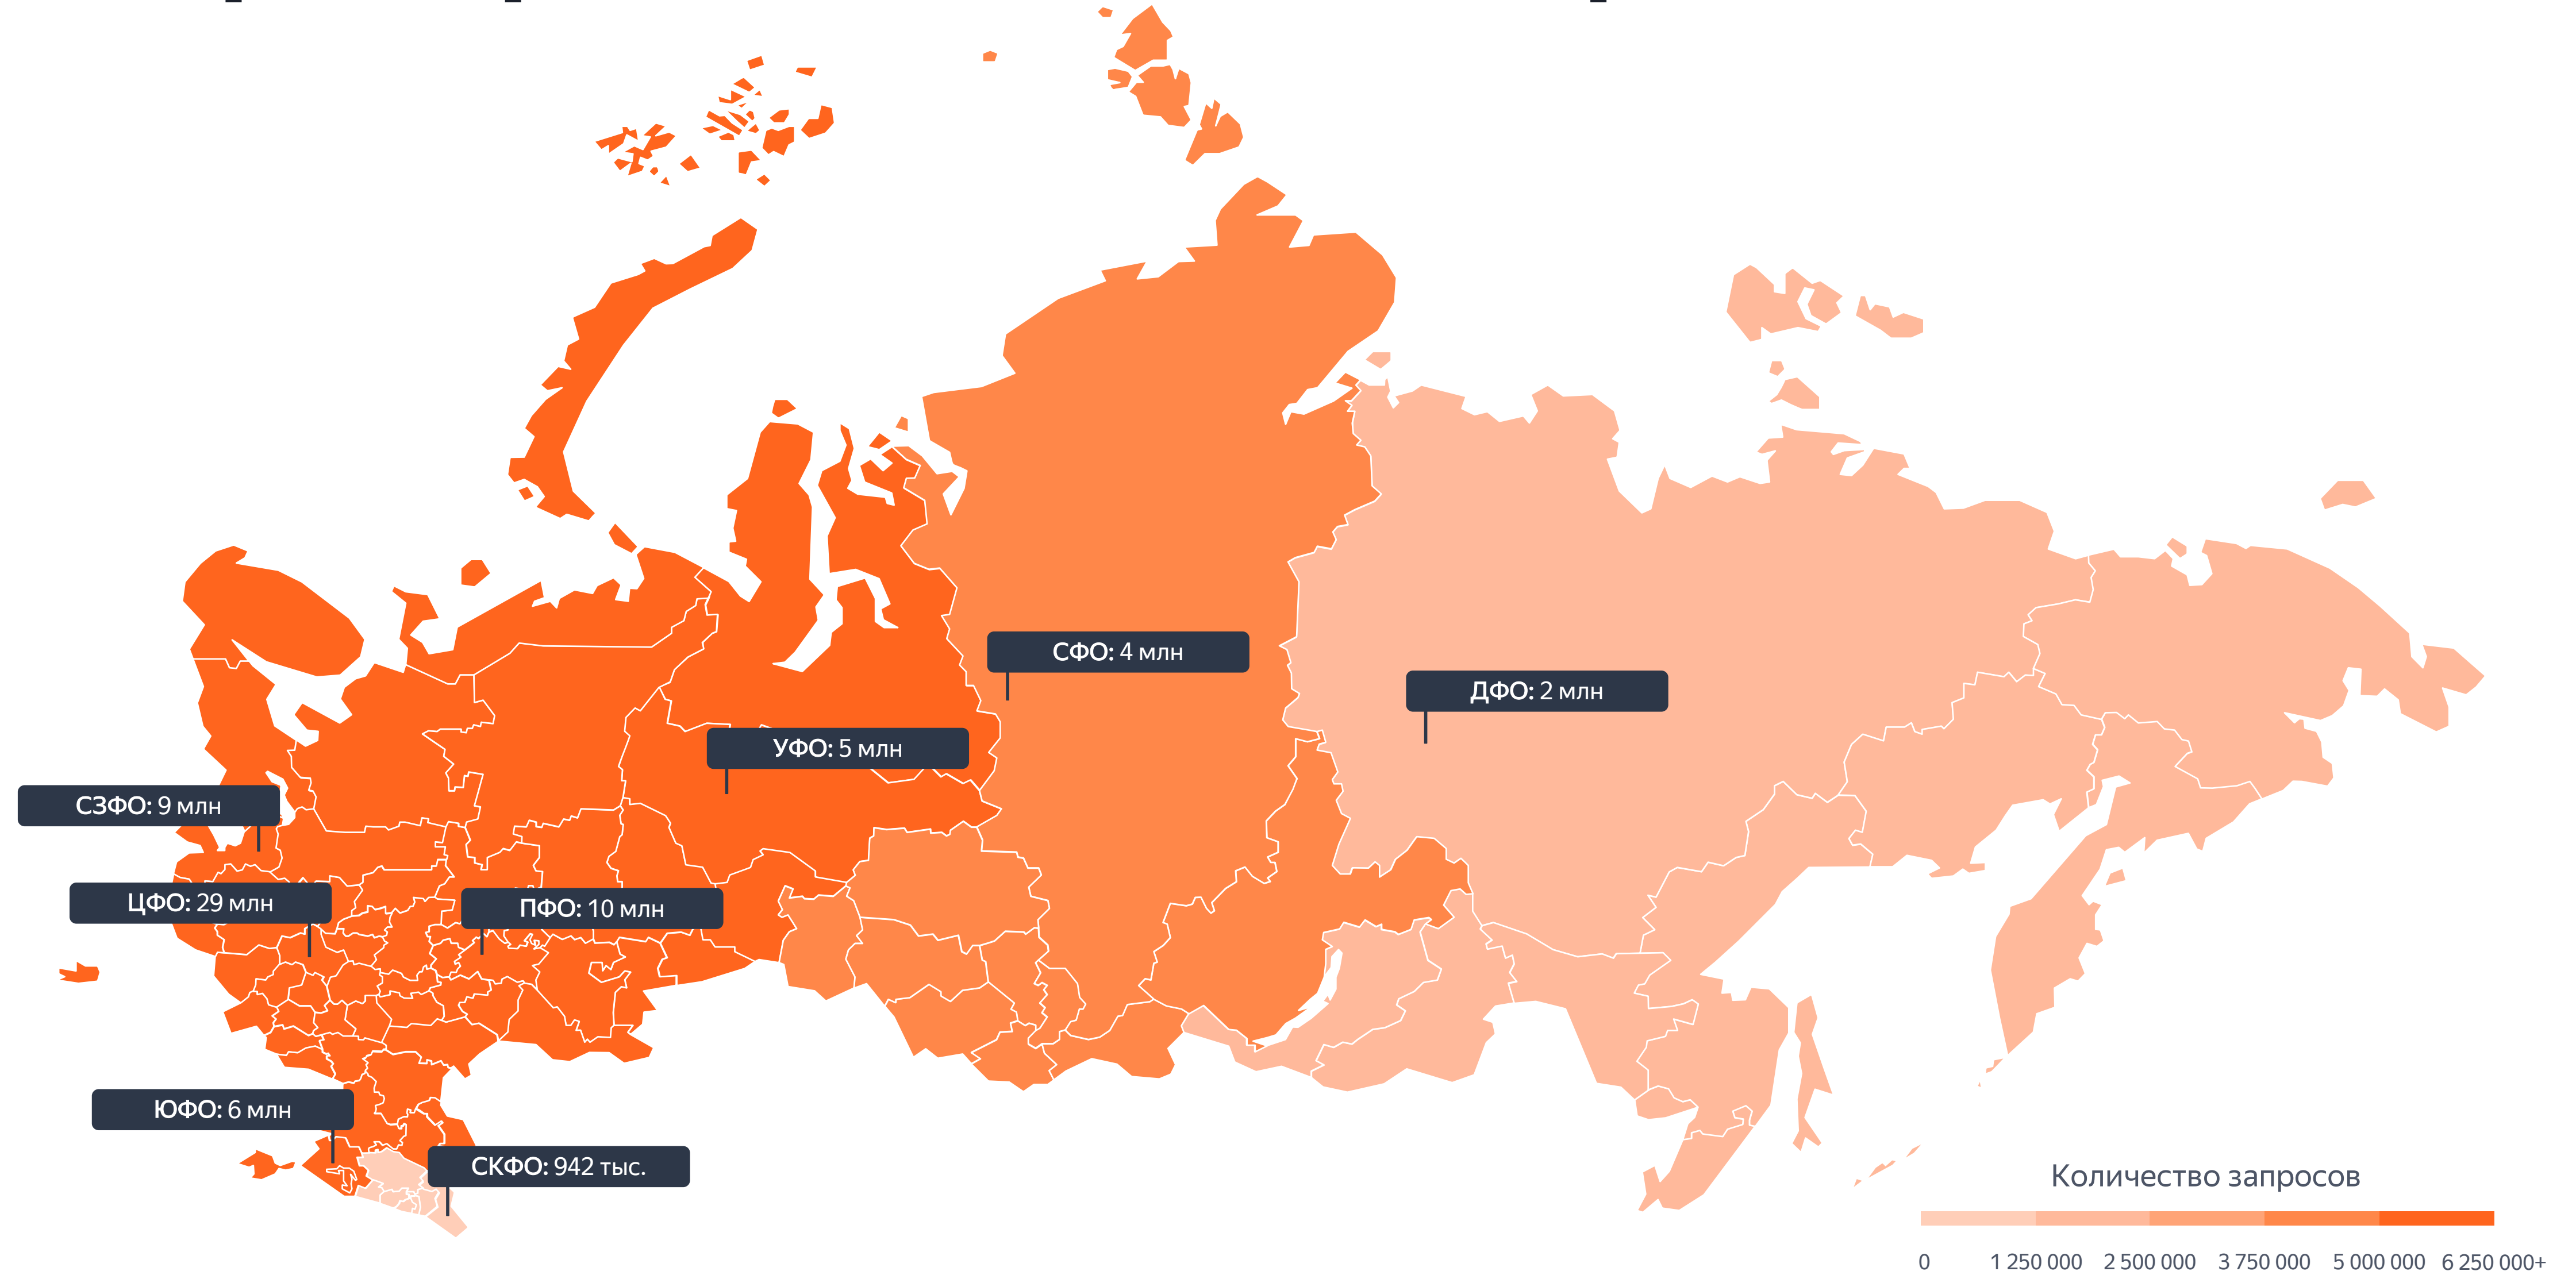 СФО: 4 млн
ДФО: 2 млн
УФО: 5 млн
СЗФО: 9 млн
ЦФО: 29 млн
ПФО: 10 млн
ЮФО: 6 млн
СКФО: 942 тыс.
Количество запросов
0 1 250 000 2 500 000 3 750 000 5 000 000 6 250 000+